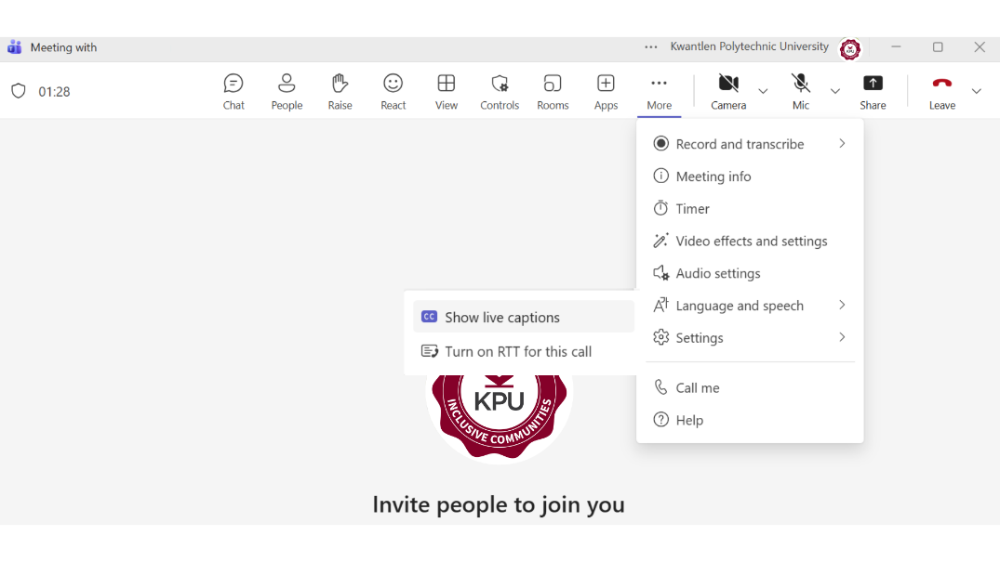 Meeting with
Kwantlen Polytechnic University
01:28
Chat
People
Raise
React
View
Controls
Rooms
Apps
More
Camera
Mic
Share
Leave
Record and transcribe
Meeting info
Timer
Video effects and settings
Audio settings
Language and speech
Settings
Call me
Help
CC Show live captions
Turn on RTT for this call
KPU
INCLUSIVE COMMUNITIES
Invite people to join you